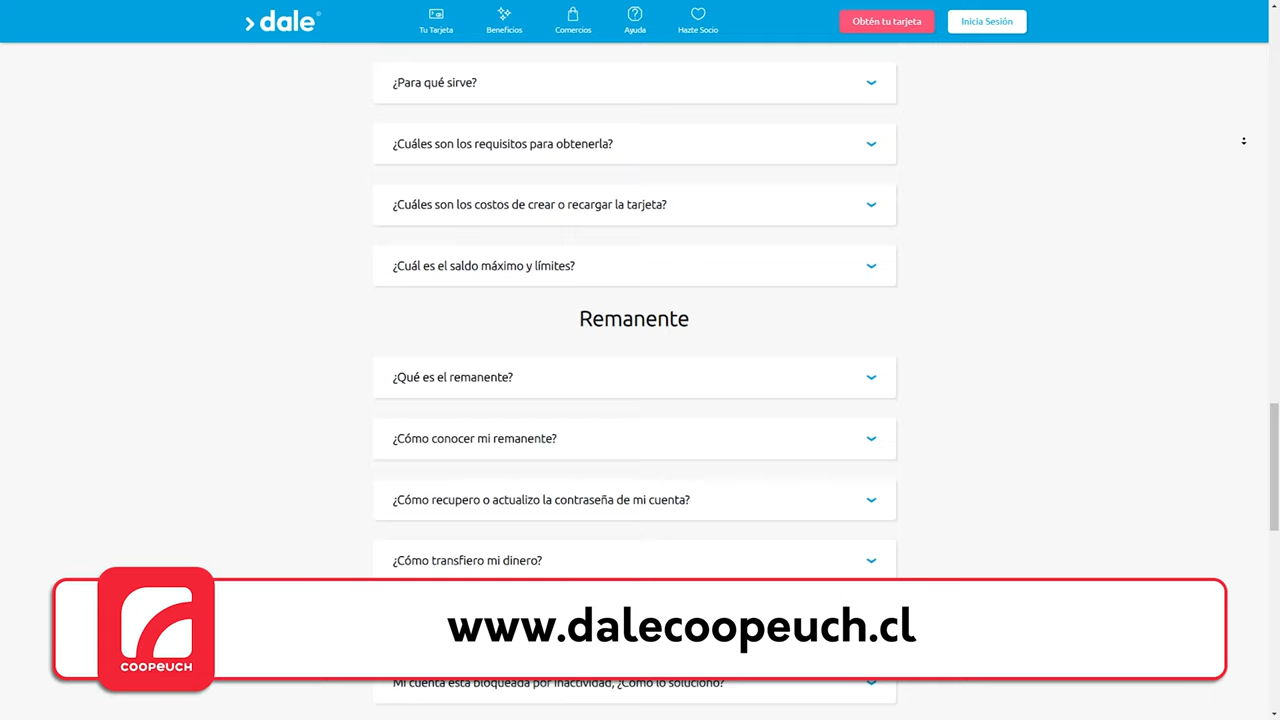 dale®
Tu Tarjeta
Beneficios
Comercios
Ayuda
Hazte Socio
Obtén tu tarjeta
Inicia Sesión
¿Para qué sirve?
¿Cuáles son los requisitos para obtenerla?
¿Cuáles son los costos de crear o recargar la tarjeta?
¿Cuál es el saldo máximo y límites?
Remanente
¿Qué es el remanente?
¿Cómo conocer mi remanente?
¿Cómo recupero o actualizo la contraseña de mi cuenta?
¿Cómo transfiero mi dinero?
www.dalecoopeuch.cl
COOPEUCH
Mi cuenta está bloqueada por inactividad, ¿Cómo lo soluciono?